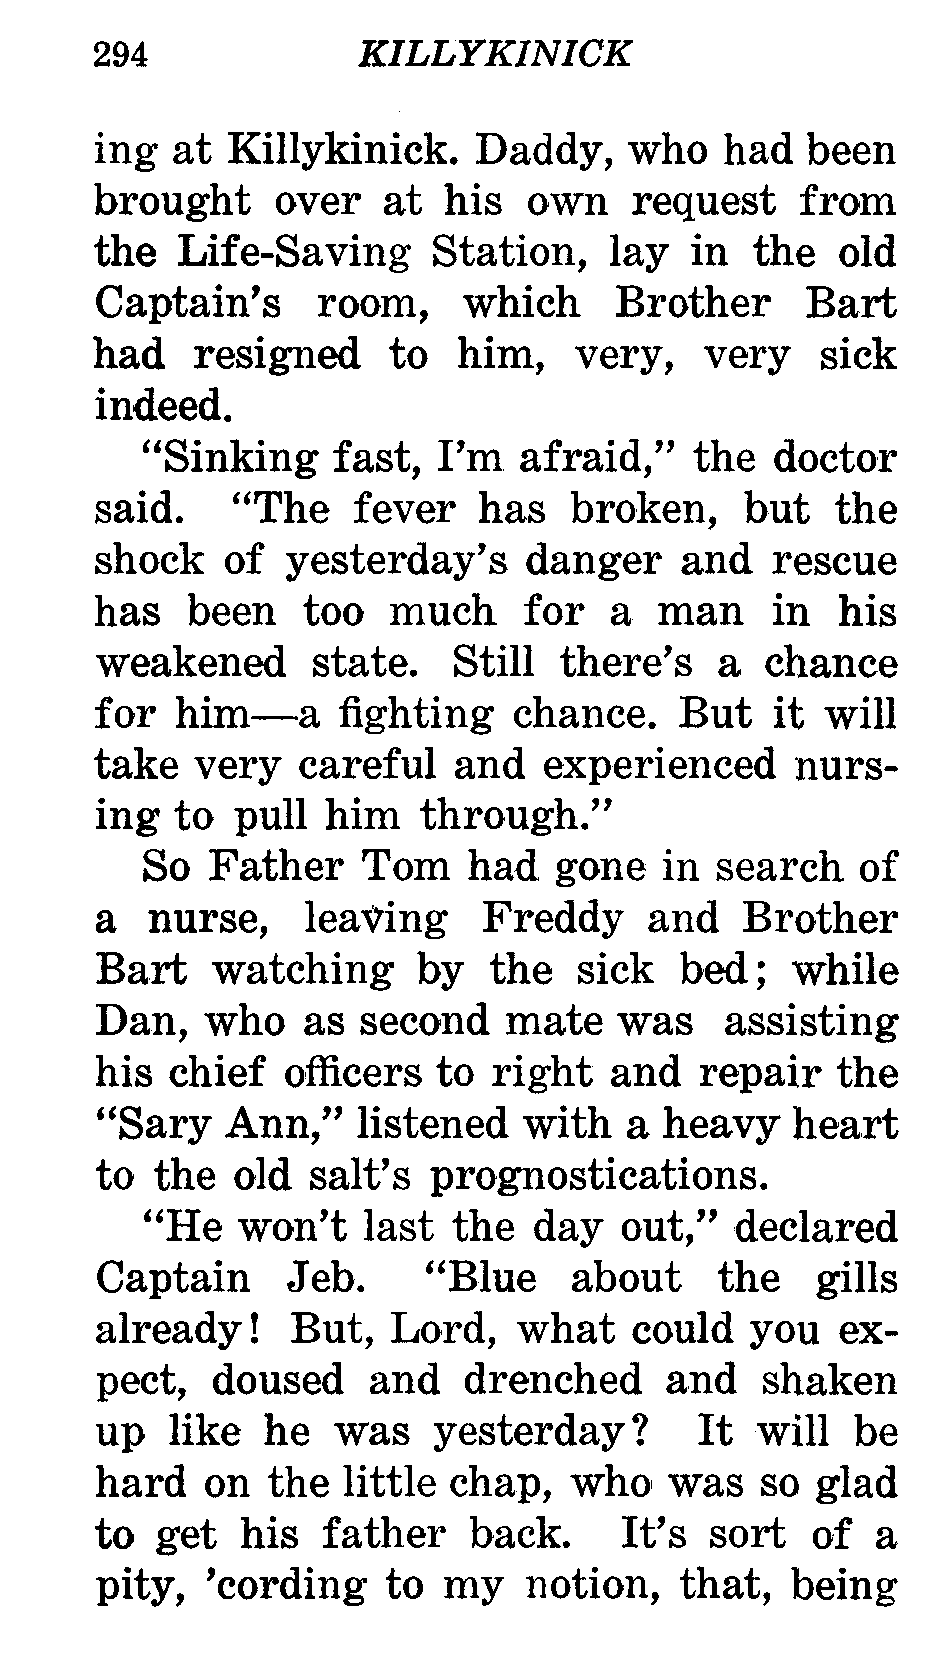 294 KILLYKINICK
ing at Killykinick. Daddy, who had been
brought over at his own request from
the Life-Saving Station, lay in the old
Captain's room, which Brother Bart
had resigned to him, very, very sick
indeed.
"Sinking fast, I'm afraid," the doctor
said. "The fever has broken, but the
shock of yesterday's danger and rescue
has been too much for a man in his
weakened state. Still there's a chance
for him—a fighting chance. But it will
take very careful and experienced nurs-
ing to pull him through."
So Father Tom had gone in search of
a nurse, leaving Freddy and Brother
Bart watching by the sick bed; while
Dan, who as second mate was assisting
his chief officers to right and repair the
"Sary Ann," listened with a heavy heart
to the old salt's prognostications.
"He won't last the day out," declared
Captain Jeb. "Blue about the gills
already! But, Lord, what could you ex-
pect, doused and drenched and shaken
up like he was yesterday? It will be
hard on the little chap, who was so glad
to get his father back. It's sort of a
pity, 'cording to my notion, that, being